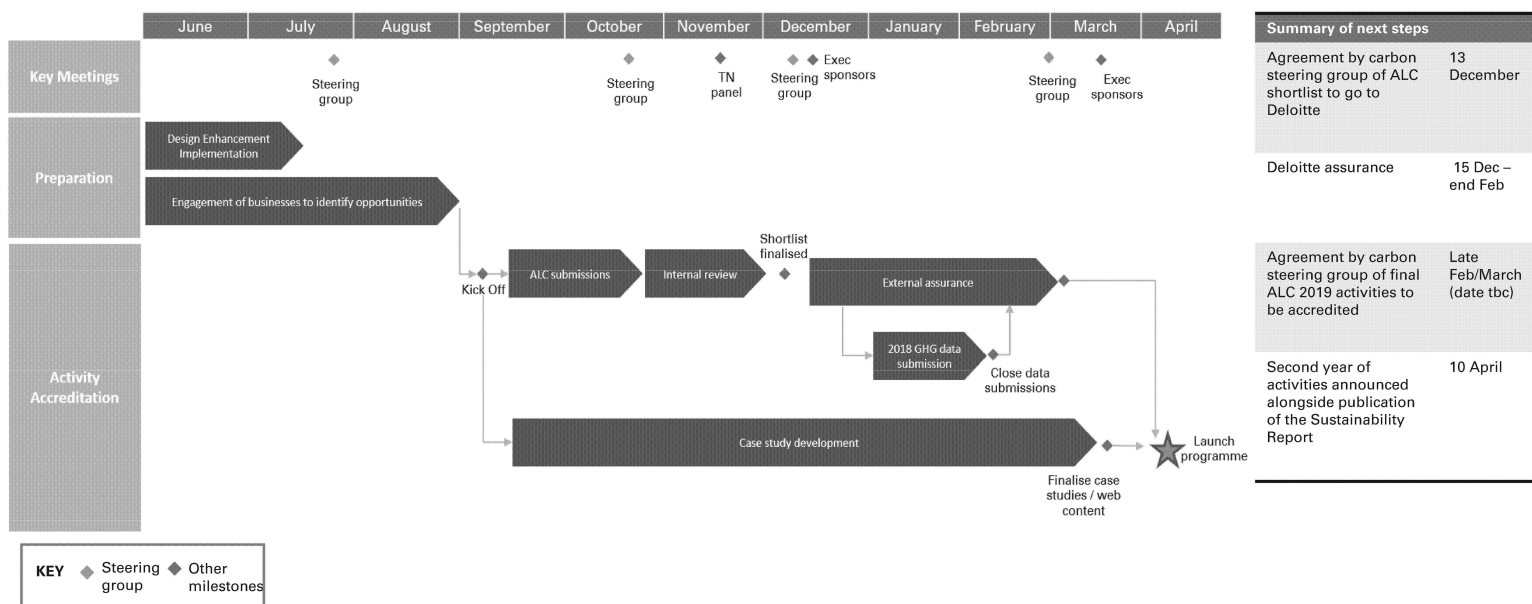 June July August September October November December January February March April
Key Meetings
Steering
group
Steering
group
TN
panel
Steering
group
Exec
sponsors
Steering
group
Exec
sponsors
Preparation
Design Enhancement
Implementation
Engagement of businesses to identify opportunities
Activity
Accreditation
Kick Off
ALC submissions
Internal review
Shortlist
finalised
External assurance
2018 GHG data
submission
Close data
submissions
Case study development
Finalise case
studies / web
content
Launch
programme
KEY
Steering
group
Other
milestones
Summary of next steps
Agreement by carbon
steering group of ALC
shortlist to go to
Deloitte
13
December
Deloitte assurance
15 Dec –
end Feb
Agreement by carbon
steering group of final
ALC 2019 activities to
be accredited
Late
Feb/March
(date tbc)
Second year of
activities announced
alongside publication
of the Sustainability
Report
10 April